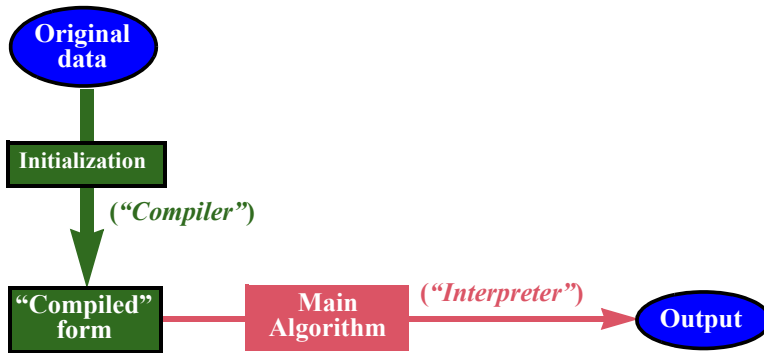 Original
data
Initialization
(“Compiler”)
“Compiled”
form
Main
Algorithm
(“Interpreter”)
Output